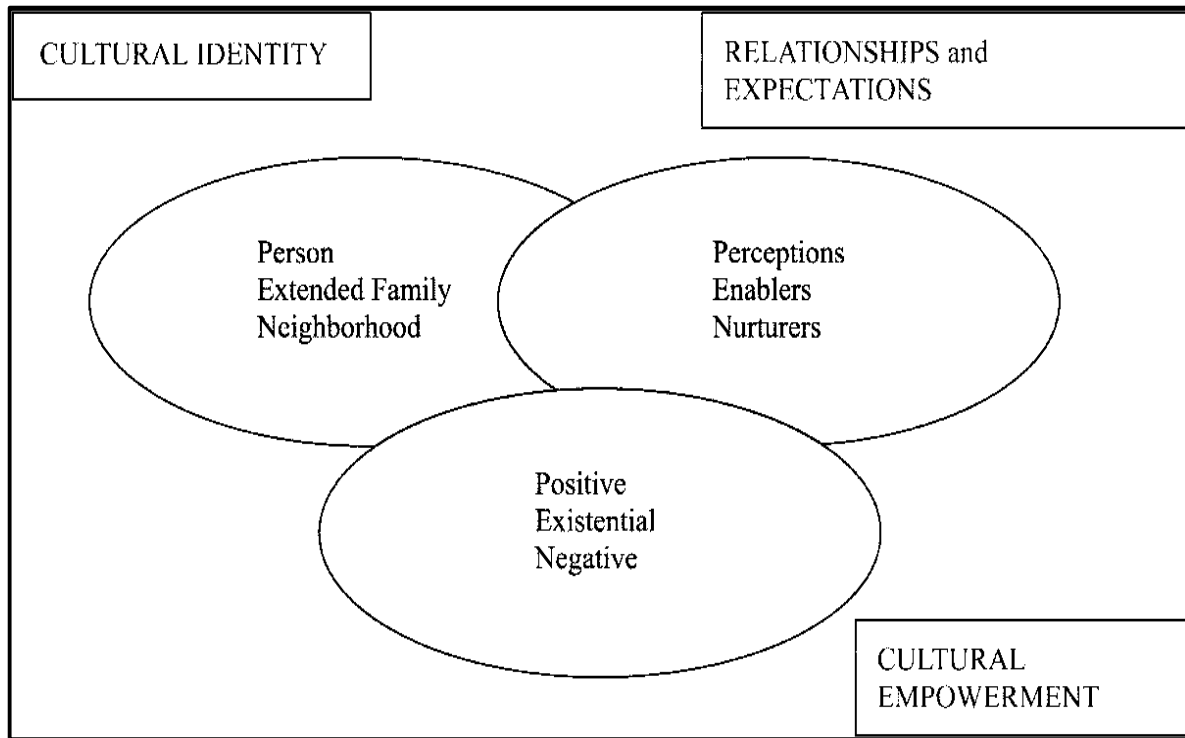 CULTURAL IDENTITY
RELATIONSHIPS and
EXPECTATIONS
Person
Extended Family
Neighborhood
Perceptions
Enablers
Nurturers
Positive
Existential
Negative
CULTURAL
EMPOWERMENT